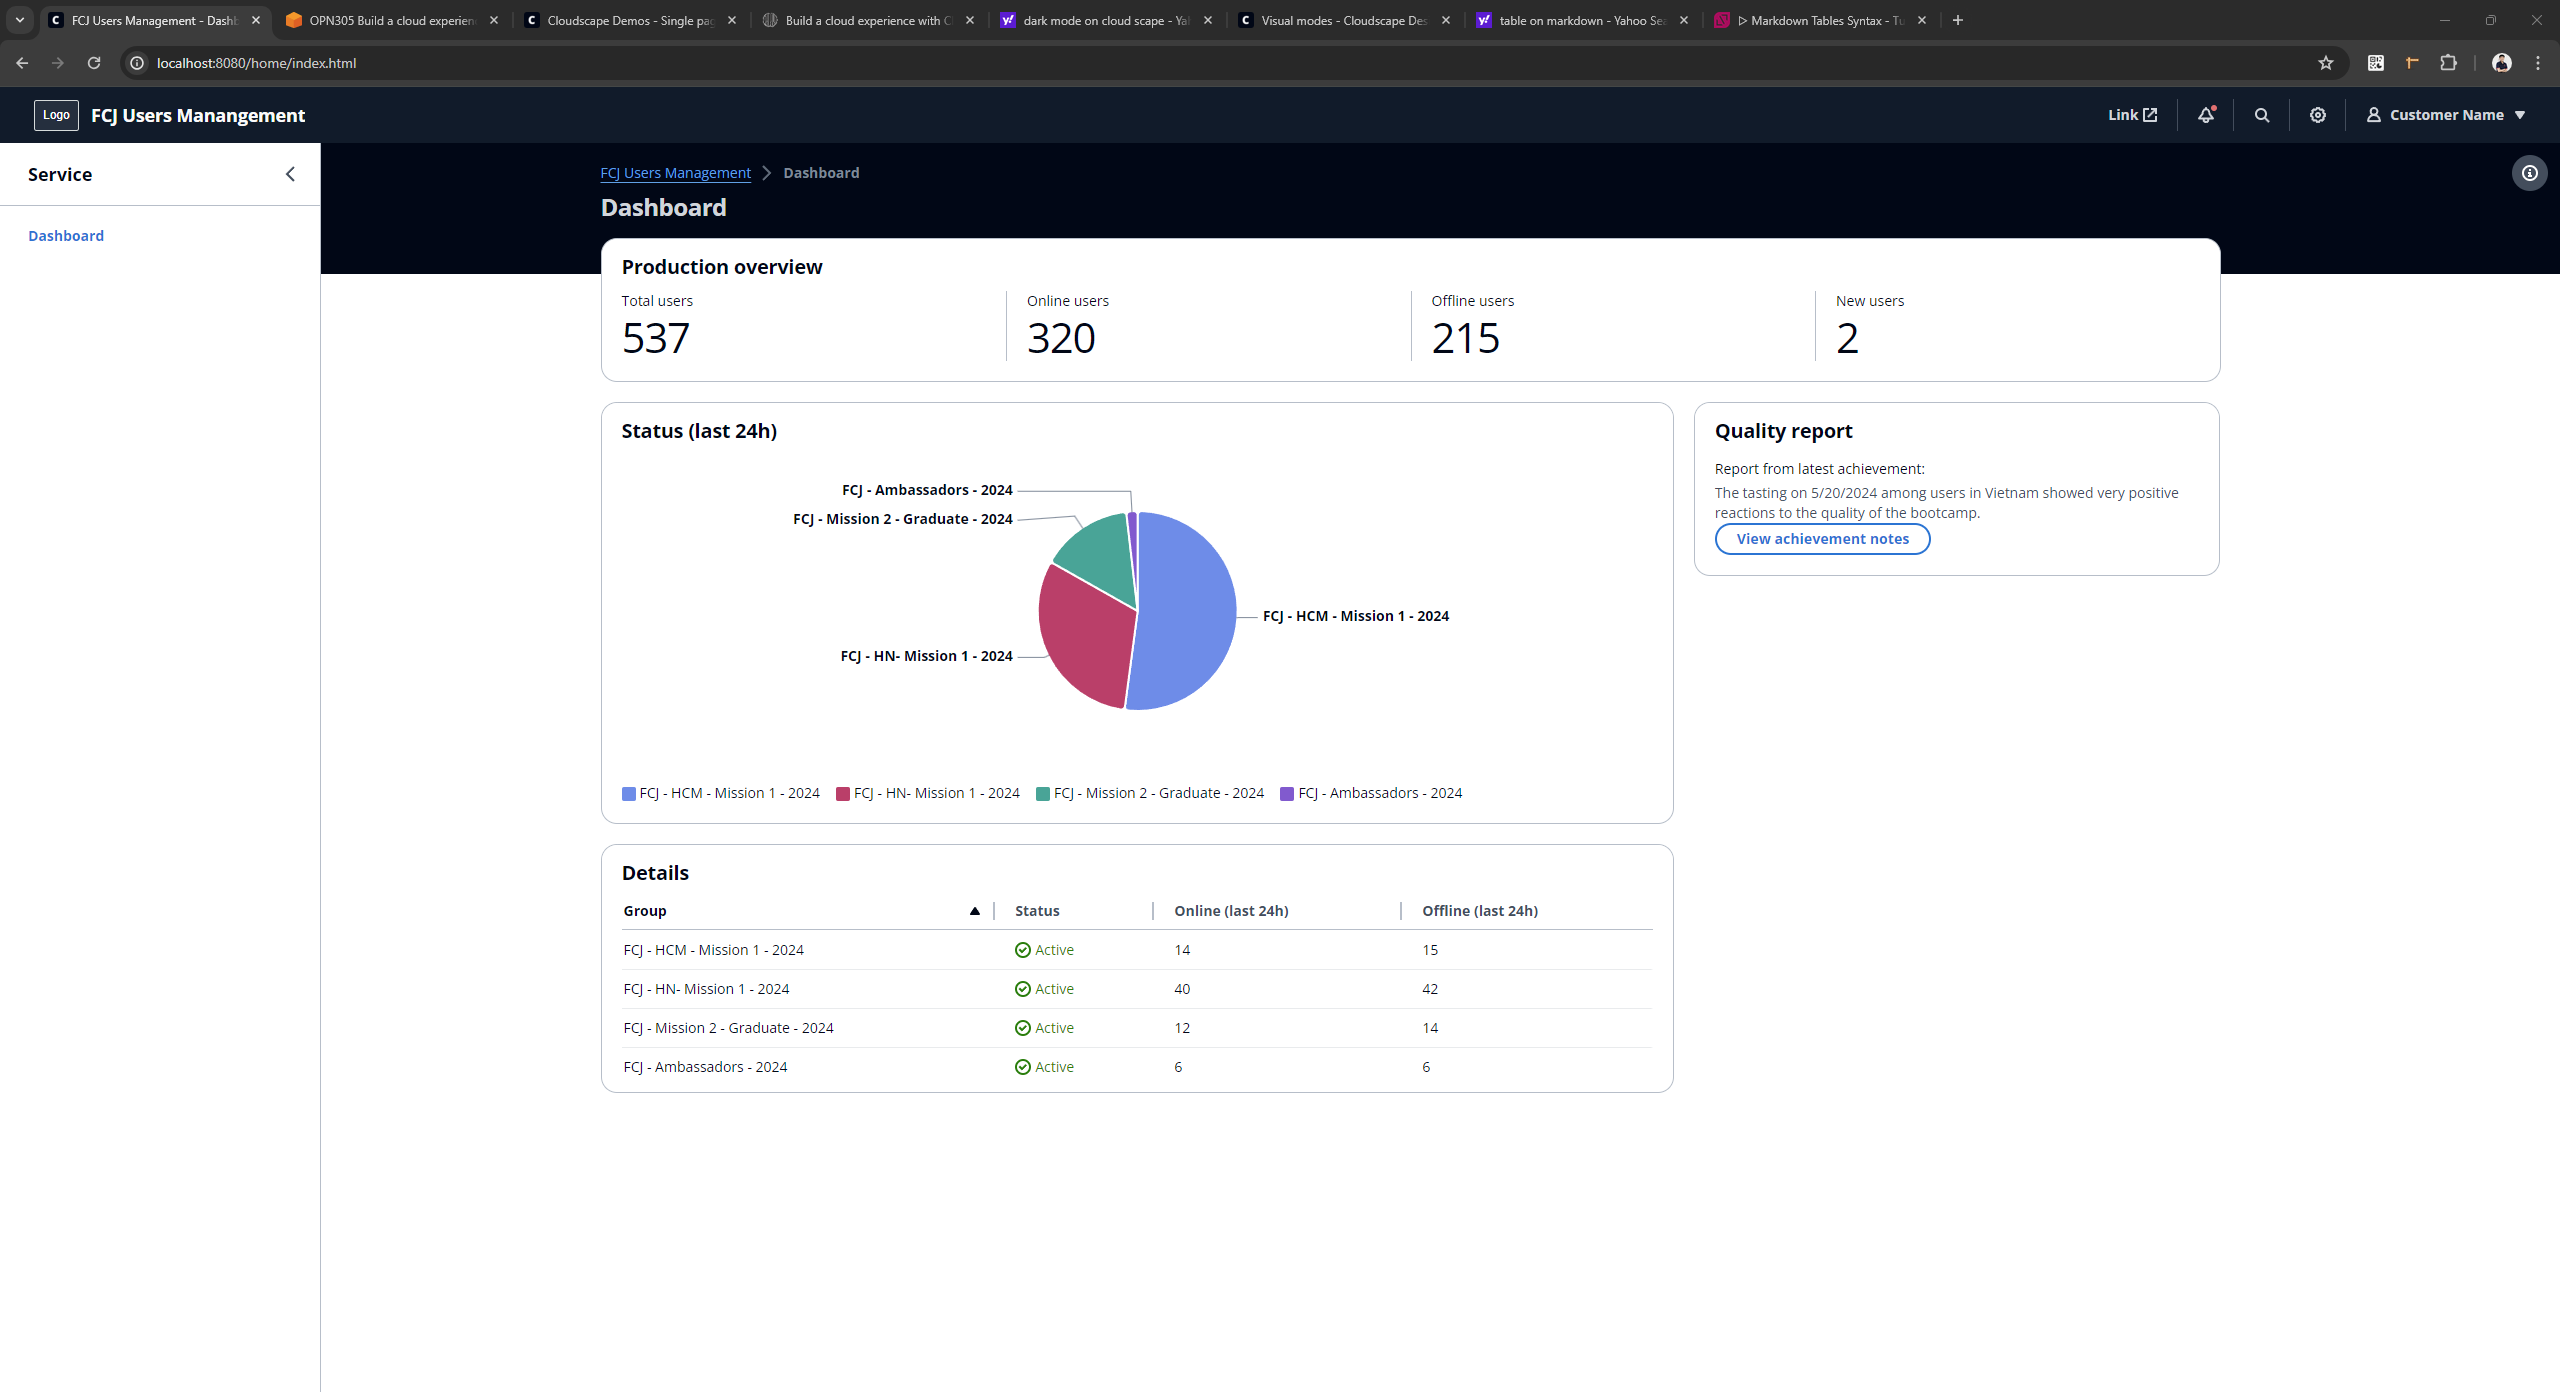 FCJ Users Management - Dashb
OPN305 Build a cloud experien
Cloudscape Demos - Single pag
Build a cloud experience with C
dark mode on cloud scape - Ya
Visual modes - Cloudscape Des
table on markdown - Yahoo Sea
Markdown Tables Syntax - Tu
localhost:8080/home/index.html
Logo
FCJ Users Manangement
Link
Customer Name
Service
Dashboard
FCJ Users Management
Dashboard
Dashboard
Production overview
Total users
537
Online users
320
Offline users
215
New users
2
Status (last 24h)
FCJ - Ambassadors - 2024
FCJ - Mission 2 - Graduate - 2024
FCJ - HCM - Mission 1 - 2024
FCJ - HN- Mission 1 - 2024
FCJ - HCM - Mission 1 - 2024
FCJ - HN- Mission 1 - 2024
FCJ - Mission 2 - Graduate - 2024
FCJ - Ambassadors - 2024
Quality report
Report from latest achievement:
The tasting on 5/20/2024 among users in Vietnam showed very positive
reactions to the quality of the bootcamp.
View achievement notes
Details
Group Status Online (last 24h) Offline (last 24h)
FCJ - HCM - Mission 1 - 2024 Active 14 15
FCJ - HN- Mission 1 - 2024 Active 40 42
FCJ - Mission 2 - Graduate - 2024 Active 12 14
FCJ - Ambassadors - 2024 Active 6 6